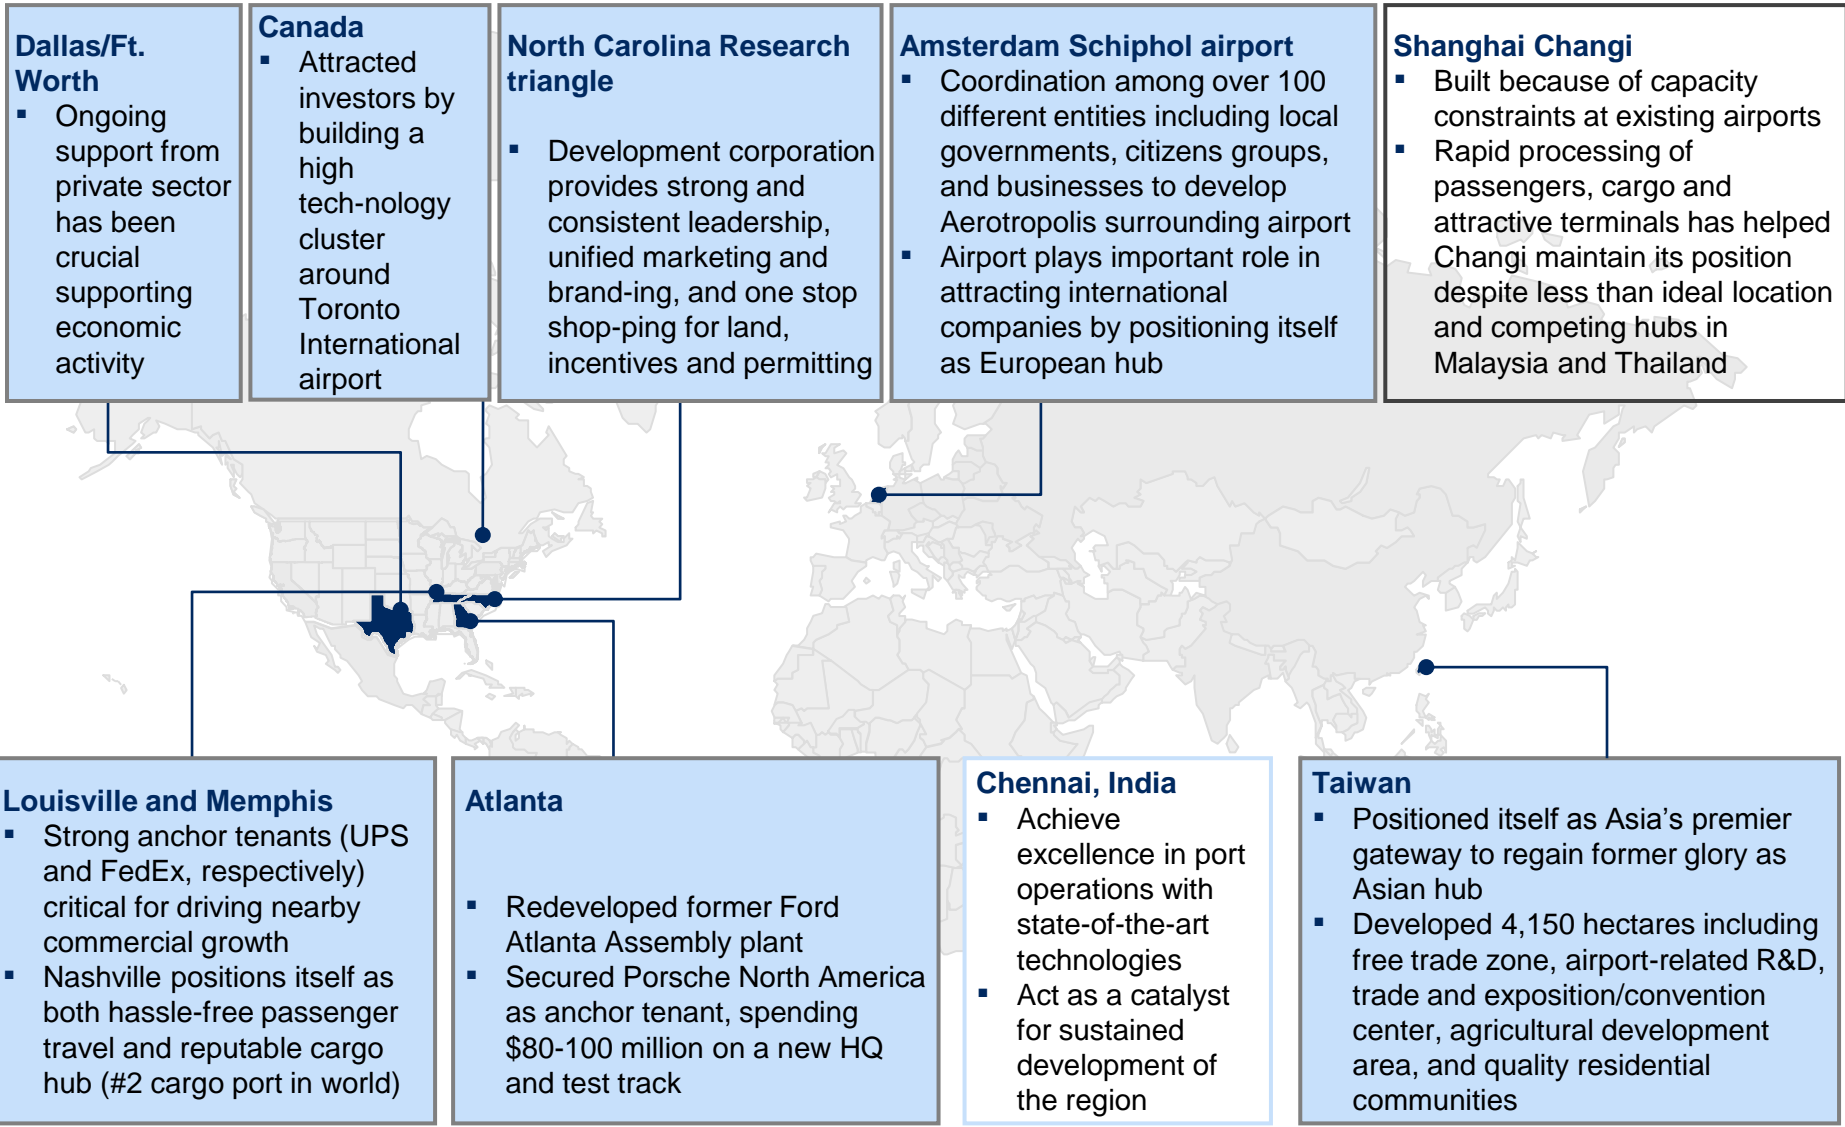 Dallas/Ft.
Worth
▪ Ongoing
support from
private sector
has been
crucial
supporting
economic
activity
Canada
▪ Attracted
investors by
building a
high
tech-nology
cluster
around
Toronto
International
airport
North Carolina Research
triangle
▪ Development corporation
provides strong and
consistent leadership,
unified marketing and
brand-ing, and one stop
shop-ping for land,
incentives and permitting
Amsterdam Schiphol airport
▪ Coordination among over 100
different entities including local
governments, citizens groups,
and businesses to develop
Aerotropolis surrounding airport
▪ Airport plays important role in
attracting international
companies by positioning itself
as European hub
Shanghai Changi
▪ Built because of capacity
constraints at existing airports
▪ Rapid processing of
passengers, cargo and
attractive terminals has helped
Changi maintain its position
despite less than ideal location
and competing hubs in
Malaysia and Thailand
Louisville and Memphis
▪ Strong anchor tenants (UPS
and FedEx, respectively)
critical for driving nearby
commercial growth
▪ Nashville positions itself as
both hassle-free passenger
travel and reputable cargo
hub (#2 cargo port in world)
Atlanta
▪ Redeveloped former Ford
Atlanta Assembly plant
▪ Secured Porsche North America
as anchor tenant, spending
$80-100 million on a new HQ
and test track
Chennai, India
▪ Achieve
excellence in port
operations with
state-of-the-art
technologies
▪ Act as a catalyst
for sustained
development of
the region
Taiwan
▪ Positioned itself as Asia’s premier
gateway to regain former glory as
Asian hub
▪ Developed 4,150 hectares including
free trade zone, airport-related R&D,
trade and exposition/convention
center, agricultural development
area, and quality residential
communities